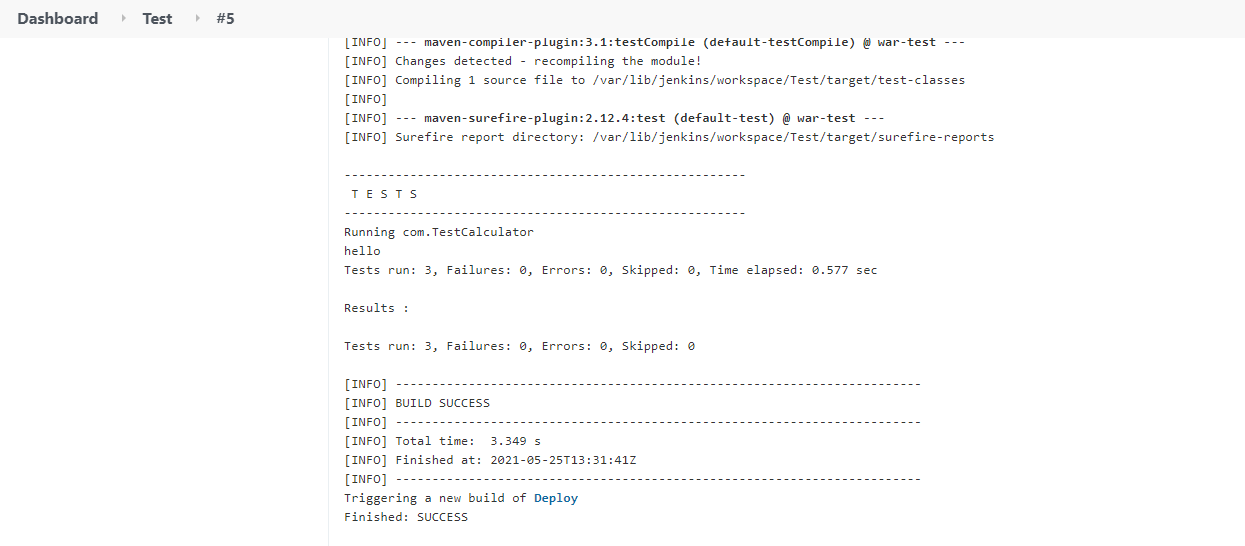 Dashboard Test #5
[INFO] --- maven-compiler-plugin:3.1:testCompile (default-testCompile) @ war-test ---
[INFO] Changes detected - recompiling the module!
[INFO] Compiling 1 source file to /var/lib/jenkins/workspace/Test/target/test-classes
[INFO]
[INFO] --- maven-surefire-plugin:2.12.4:test (default-test) @ war-test ---
[INFO] Surefire report directory: /var/lib/jenkins/workspace/Test/target/surefire-reports
-------------------------------------------------------
T E S T S
-------------------------------------------------------
Running com.TestCalculator
hello
Tests run: 3, Failures: 0, Errors: 0, Skipped: 0, Time elapsed: 0.577 sec
Results :
Tests run: 3, Failures: 0, Errors: 0, Skipped: 0
[INFO] ------------------------------------------------------------------------
[INFO] BUILD SUCCESS
[INFO] ------------------------------------------------------------------------
[INFO] Total time:  3.349 s
[INFO] Finished at: 2021-05-25T13:31:41Z
[INFO] ------------------------------------------------------------------------
Triggering a new build of Deploy
Finished: SUCCESS